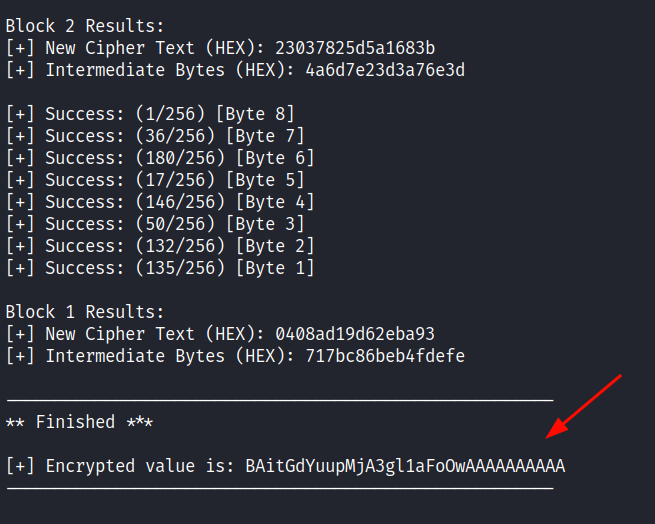 Block 2 Results:
[+] New Cipher Text (HEX): 23037825d5a1683b
[+] Intermediate Bytes (HEX): 4a6d7e23d3a76e3d
[+] Success: (1/256) [Byte 8]
[+] Success: (36/256) [Byte 7]
[+] Success: (180/256) [Byte 6]
[+] Success: (17/256) [Byte 5]
[+] Success: (146/256) [Byte 4]
[+] Success: (50/256) [Byte 3]
[+] Success: (132/256) [Byte 2]
[+] Success: (135/256) [Byte 1]
Block 1 Results:
[+] New Cipher Text (HEX): 0408ad19d62eba93
[+] Intermediate Bytes (HEX): 717bc86beb4fdefe
** Finished ***
[+] Encrypted value is: BAitGdYuupMjA3gl1aFoOwAAAAAAAAAA